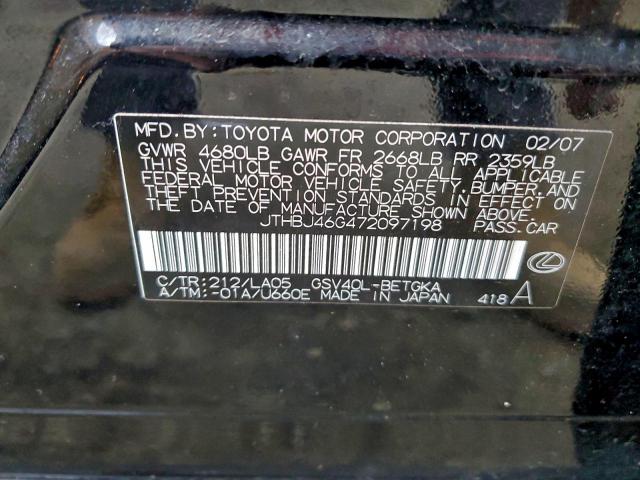 MFD. BY: TOYOTA MOTOR CORPORATION 02/07
GVWR 4680LB GAWR FR 2668LB RR 2359LB
THIS VEHICLE CONFORMS TO ALL APPLICABLE
FEDERAL MOTOR VEHICLE SAFETY, BUMPER, AND
THEFT PREVENTION STANDARDS IN EFFECT ON
THE DATE OF MANUFACTURE SHOWN ABOVE.
JTHBJ46G472097198 PASS.CAR
C/TR: 212/LA05 GSV40L-BETGKA
A/TM: -01A/U660E MADE IN JAPAN 418 A